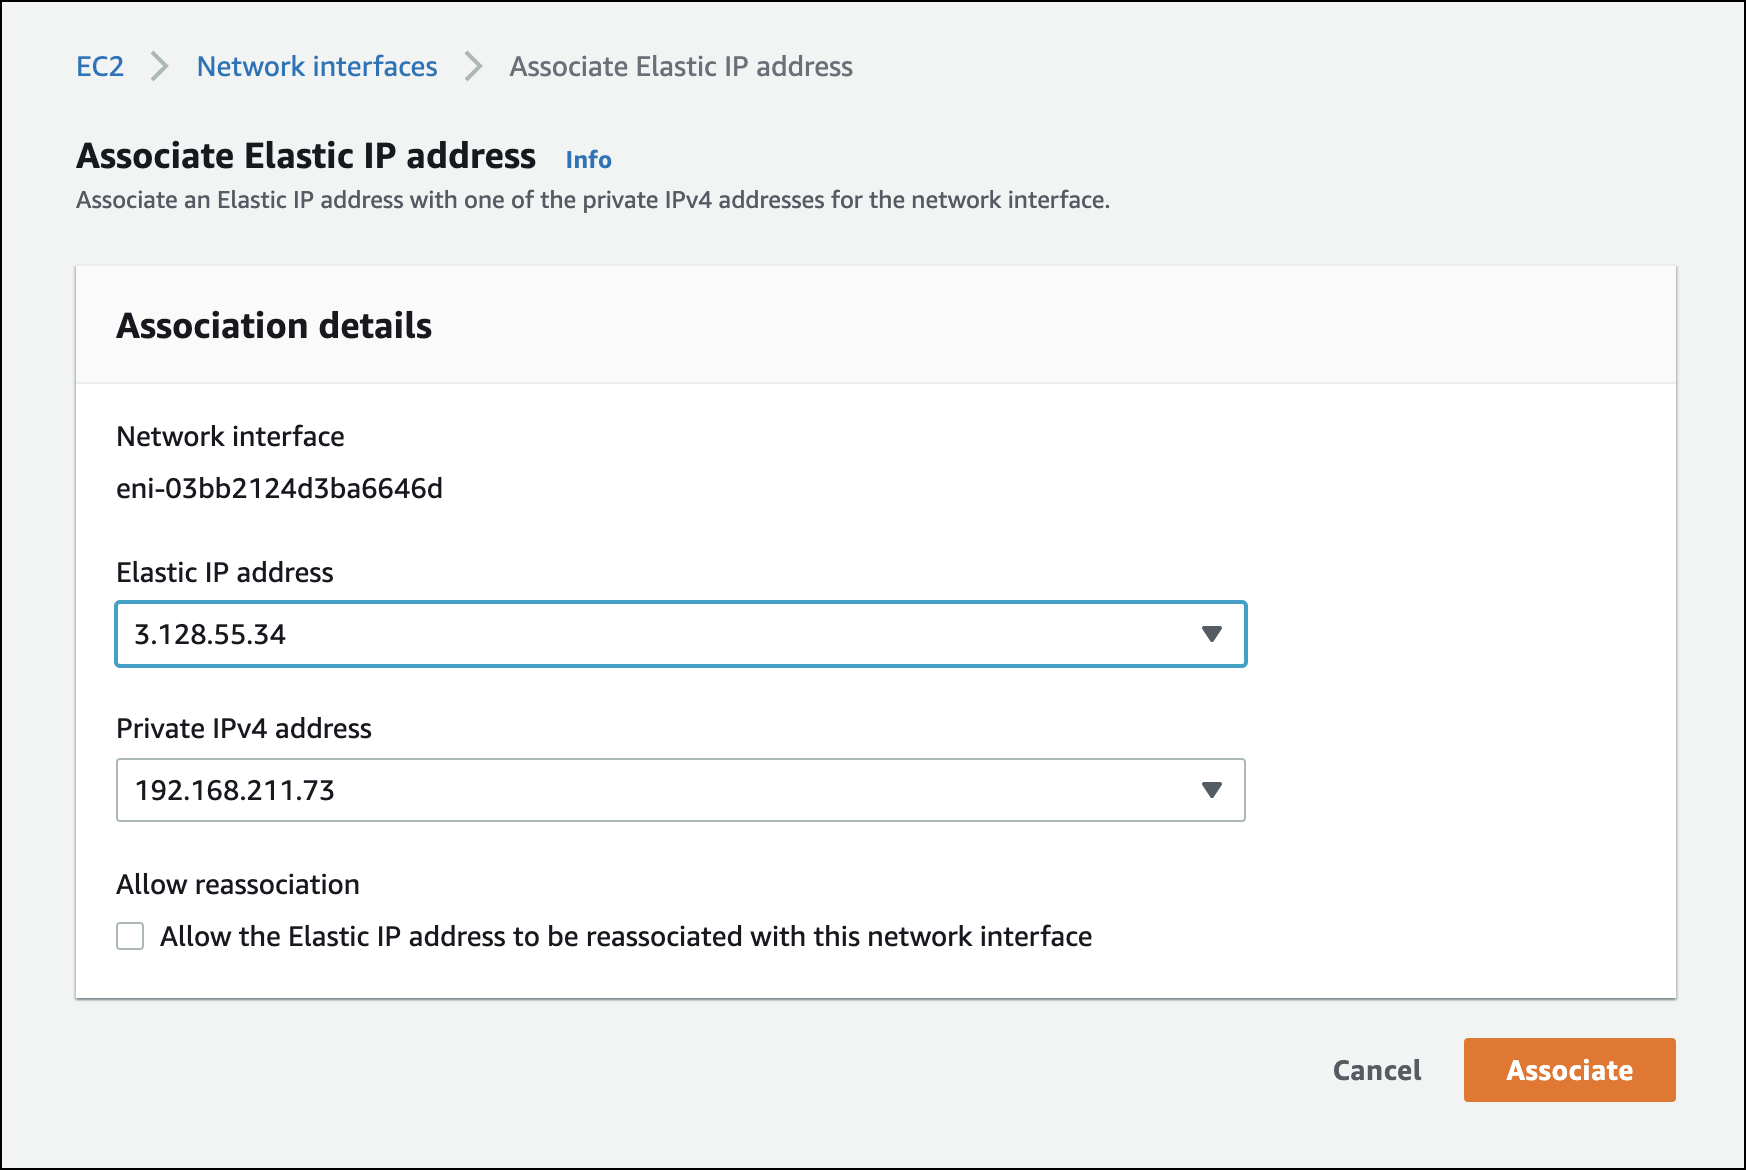 EC2 Network interfaces Associate Elastic IP address
Associate Elastic IP address Info
Associate an Elastic IP address with one of the private IPv4 addresses for the network interface.
Association details
Network interface
eni-03bb2124d3ba6646d
Elastic IP address
3.128.55.34
Private IPv4 address
192.168.211.73
Allow reassociation
Allow the Elastic IP address to be reassociated with this network interface
Cancel Associate